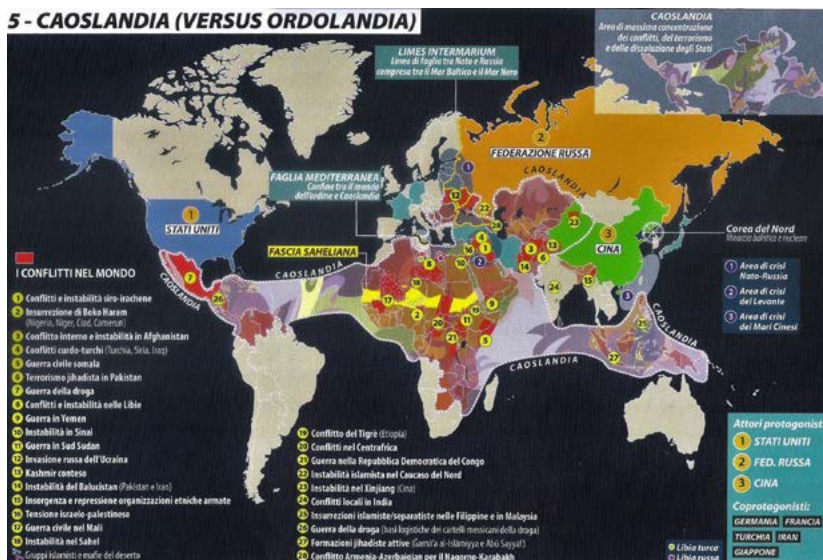 5 - CAOSLANDIA (VERSUS ORDOLANDIA)
CAOSLANDIA
Area di massima concentrazione
dei conflitti, del terrorismo
e della dissoluzione degli Stati
LIMES INTERMARIUM
Linea di faglia tra Nato e Russia
compresa tra il Mar Baltico e il Mar Nero
2
FEDERAZIONE RUSSA
FAGLIA MEDITERRANEA
Confine tra il mondo
dell'ordine e Caoslandia
CAOSLANDIA
1
STATI UNITI
3
CINA
Corea del Nord
Minaccia balistica e nucleare
FASCIA SAHELIANA
CAOSLANDIA
CAOSLANDIA
CAOSLANDIA
CAOSLANDIA
1 Area di crisi
Nato-Russia
2 Area di crisi
del Levante
3 Area di crisi
dei Mari Cinesi
I CONFLITTI NEL MONDO
1 Conflitti e instabilità siro-irachene
2 Insurrezione di Boko Haram
(Nigeria, Niger, Ciad, Camerun)
3 Conflitto interno e instabilità in Afghanistan
4 Conflitti curdo-turchi (Turchia, Siria, Iraq)
5 Guerra civile somala
6 Terrorismo jihadista in Pakistan
7 Guerra della droga
8 Conflitti e instabilità nelle Libie
9 Guerra in Yemen
10 Instabilità in Sinai
11 Guerra in Sud Sudan
12 Invasione russa dell'Ucraina
13 Kashmir conteso
14 Instabilità del Balucistan (Pakistan e Iran)
15 Insorgenza e repressione organizzazioni etniche armate
16 Tensione israelo-palestinese
17 Guerra civile nel Mali
18 Instabilità nel Sahel
Gruppi islamisti e mafie del deserto
19 Conflitto del Tigrè (Etiopia)
20 Conflitti nel Centrafrica
21 Guerra nella Repubblica Democratica del Congo
22 Instabilità islamista nel Caucaso del Nord
23 Instabilità nel Xinjiang (Cina)
24 Conflitti locali in India
25 Insurrezioni islamiste/separatiste nelle Filippine e in Malaysia
26 Guerra della droga (basi logistiche dei cartelli messicani della droga)
27 Formazioni jihadiste attive (Gama'a al-Islāmiyya e Abū Sayyāf)
28 Conflitto Armenia-Azerbaigian per il Nagorno-Karabakh
Attori protagonisti
1 STATI UNITI
2 FED. RUSSA
3 CINA
Coprotagonisti:
GERMANIA FRANCIA
TURCHIA IRAN
GIAPPONE
Libia turca
Libia russa